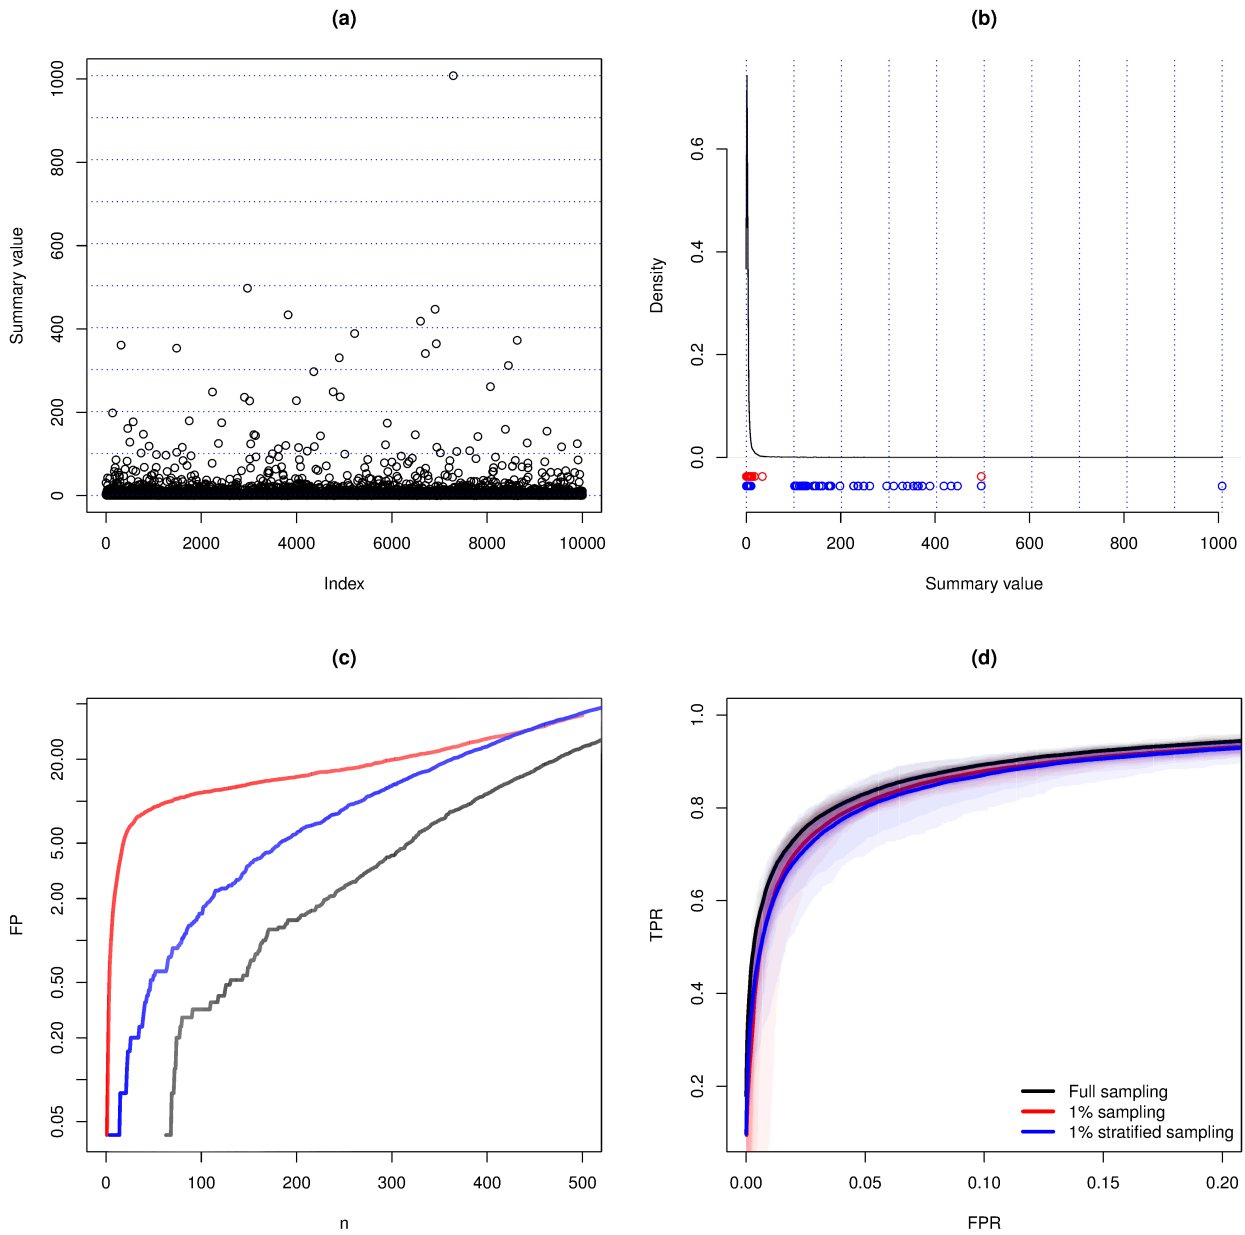 (a)
Summary value
1000
800
600
400
200
0
0 2000 4000 6000 8000 10000
Index
(b)
Density
0.6
0.4
0.2
0.0
0 200 400 600 800 1000
Summary value
(c)
FP
20.00
5.00
2.00
0.50
0.20
0.05
0 100 200 300 400 500
n
(d)
TPR
1.0
0.8
0.6
0.4
0.2
Full sampling
1% sampling
1% stratified sampling
0.00 0.05 0.10 0.15 0.20
FPR